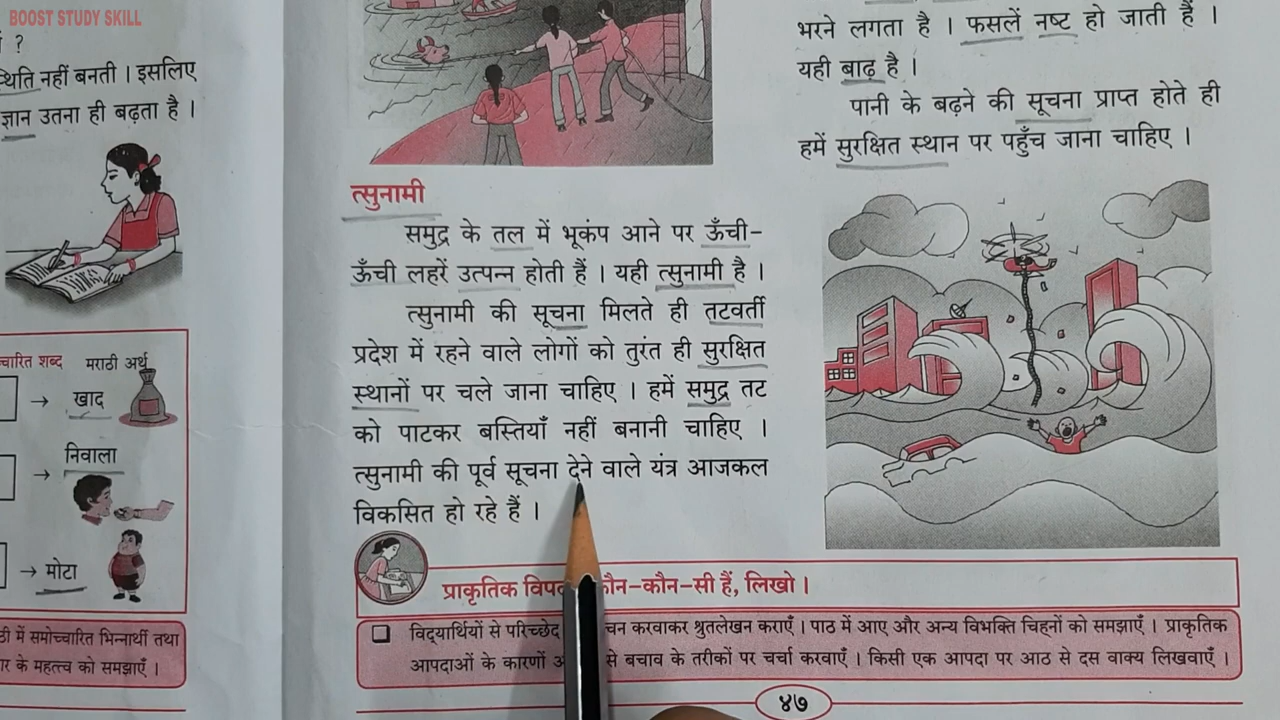 BOOST STUDY SKILL
?
स्थिति नहीं बनती । इसलिए
ज्ञान उतना ही बढ़ता है ।
चारित शब्द मराठी अर्थ
→ खाद
→ निवाला
→ मोटा
में समोच्चारित भिन्नार्थी तथा
के महत्त्व को समझाएँ ।
त्सुनामी
समुद्र के तल में भूकंप आने पर ऊँची-
ऊँची लहरें उत्पन्न होती हैं । यही त्सुनामी है ।
त्सुनामी की सूचना मिलते ही तटवर्ती
प्रदेश में रहने वाले लोगों को तुरंत ही सुरक्षित
स्थानों पर चले जाना चाहिए । हमें समुद्र तट
को पाटकर बस्तियाँ नहीं बनानी चाहिए ।
त्सुनामी की पूर्व सूचना देने वाले यंत्र आजकल
विकसित हो रहे हैं ।
भरने लगता है । फसलें नष्ट हो जाती हैं ।
यही बाढ़ है ।
पानी के बढ़ने की सूचना प्राप्त होते ही
हमें सुरक्षित स्थान पर पहुँच जाना चाहिए ।
प्राकृतिक कौन-कौन-सी हैं, लिखो ।
विद्यार्थियों से परिच्छेद करवाकर श्रुतलेखन कराएँ । पाठ में आए और अन्य विभक्ति चिह्नों को समझाएँ । प्राकृतिक
आपदाओं के कारणों से बचाव के तरीकों पर चर्चा करवाएँ । किसी एक आपदा पर आठ से दस वाक्य लिखवाएँ ।
४७